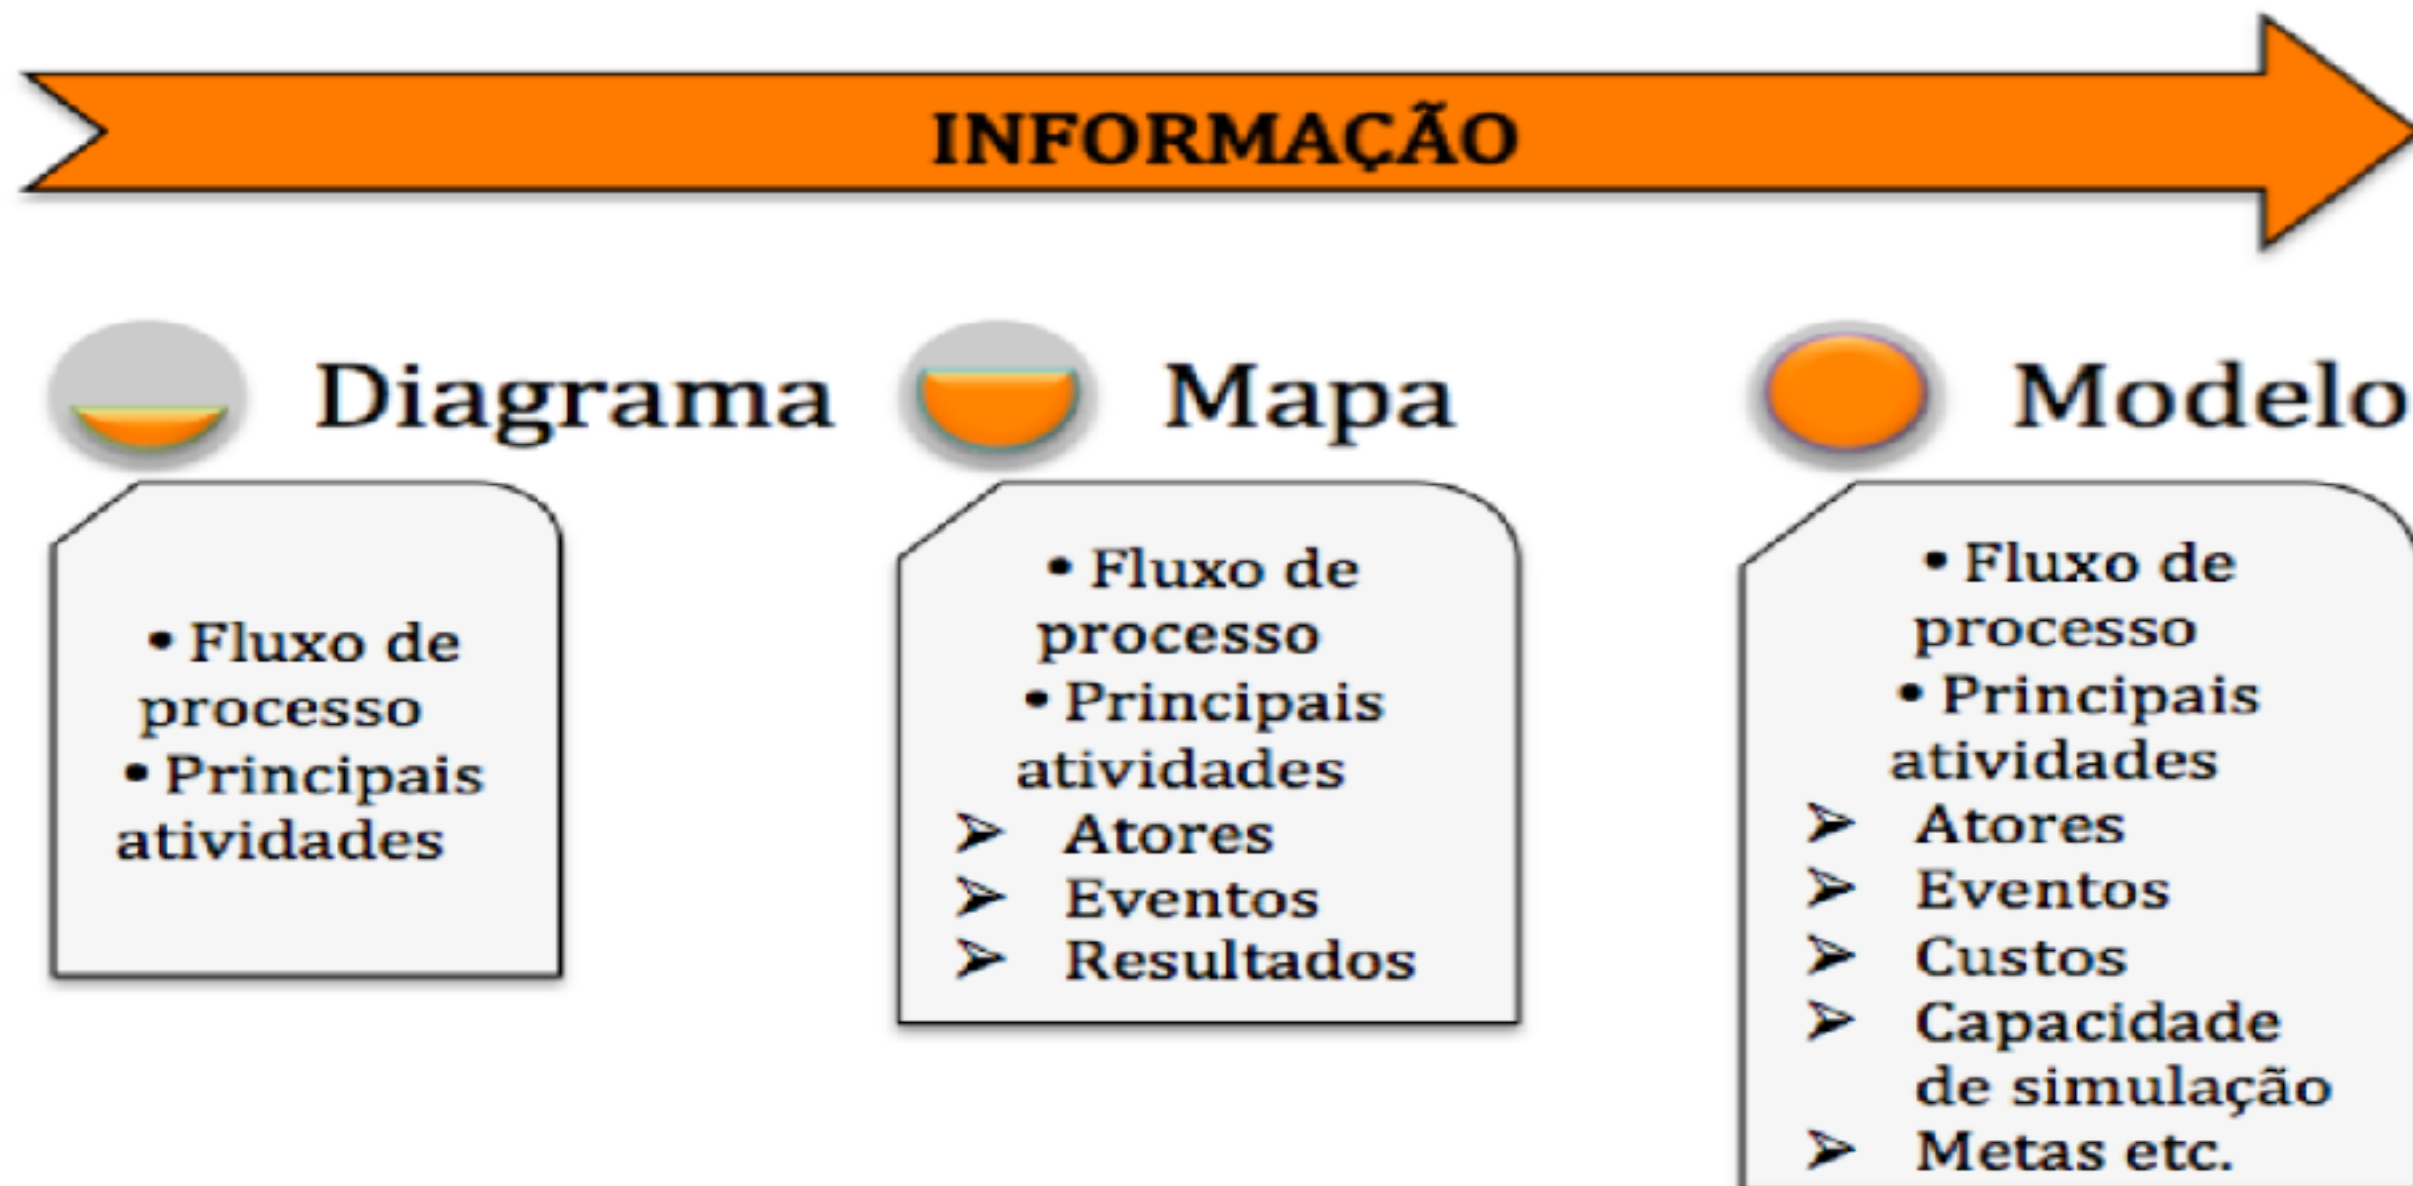 INFORMAÇÃO
Diagrama
• Fluxo de
processo
• Principais
atividades
Mapa
• Fluxo de
processo
• Principais
atividades
➢ Atores
➢ Eventos
➢ Resultados
Modelo
• Fluxo de
processo
• Principais
atividades
➢ Atores
➢ Eventos
➢ Custos
➢ Capacidade
de simulação
➢ Metas etc.